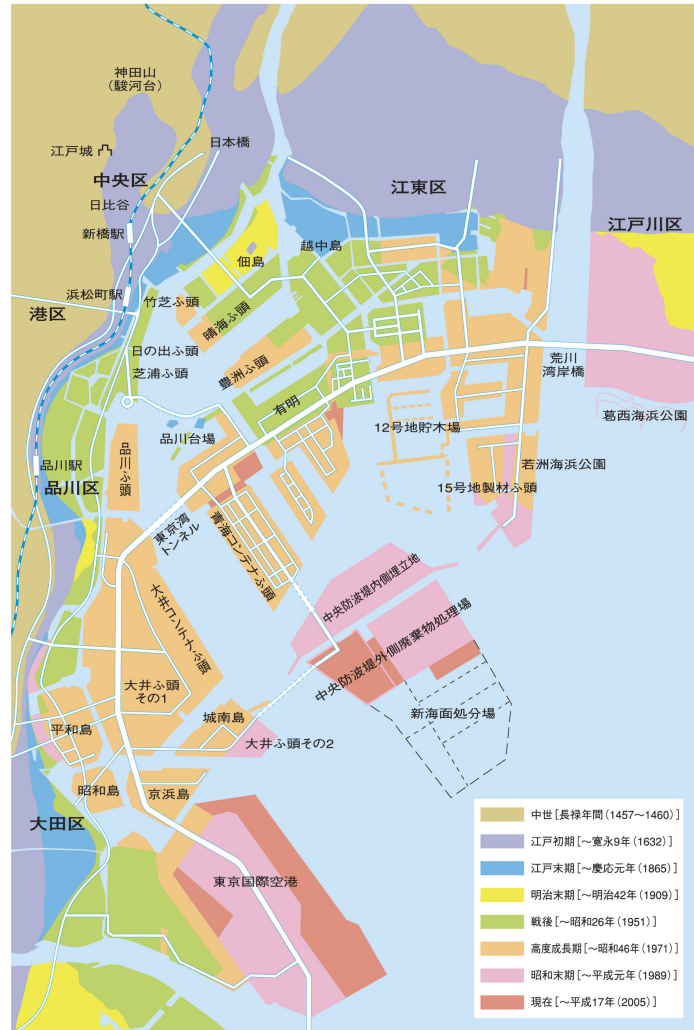 神田山
（駿河台）
江戸城
日本橋
中央区
江東区
日比谷
江戸川区
新橋駅
佃島
越中島
浜松町駅
竹芝ふ頭
港区
晴海ふ頭
日の出ふ頭
芝浦ふ頭
豊洲ふ頭
荒川
湾岸橋
有明
葛西海浜公園
12号地貯木場
品川台場
品川ふ頭
品川駅
品川区
若洲海浜公園
15号地製材ふ頭
東京湾
トンネル
青海コンテナふ頭
中央防波堤内側埋立地
大井コンテナふ頭
中央防波堤外側廃棄物処理場
大井ふ頭
その1
新海面処分場
城南島
平和島
大井ふ頭その2
昭和島
京浜島
大田区
東京国際空港
中世［長禄年間（1457～1460）］
江戸初期［～寛永9年（1632）］
江戸末期［～慶応元年（1865）］
明治末期［～明治42年（1909）］
戦後［～昭和26年（1951）］
高度成長期［～昭和46年（1971）］
昭和末期［～平成元年（1989）］
現在［～平成17年（2005）］